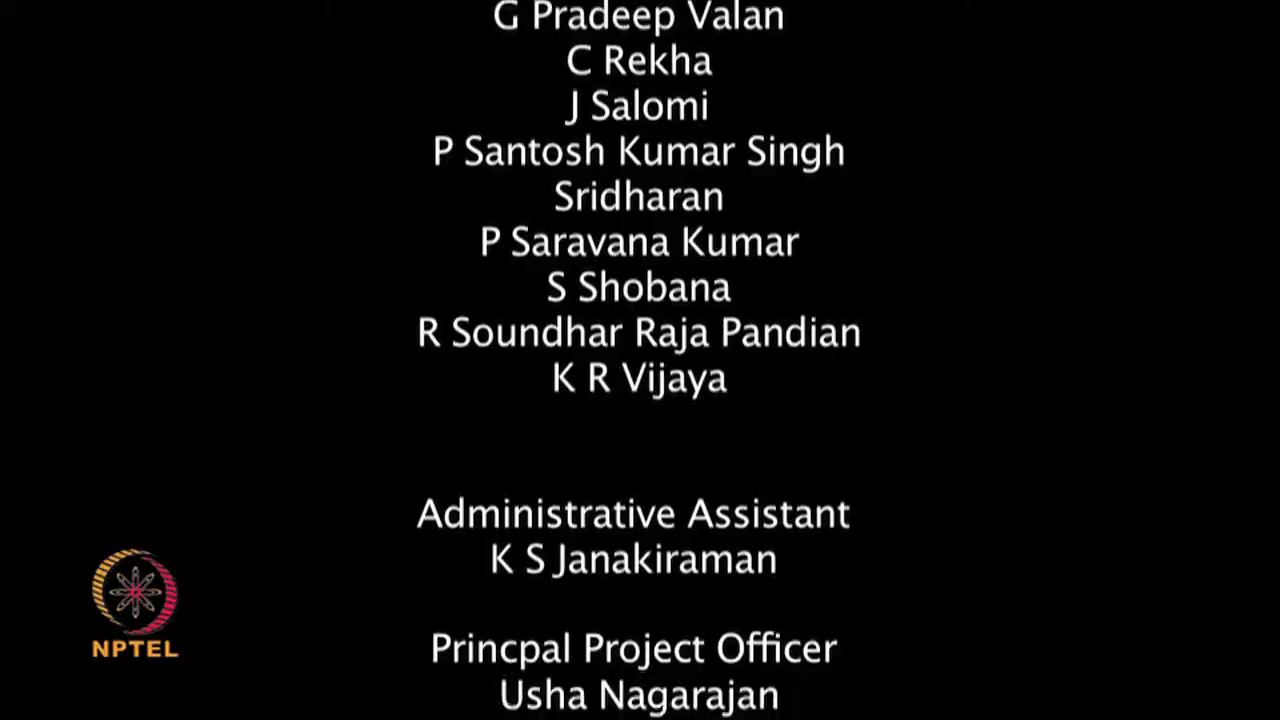 G Pradeep Valan
C Rekha
J Salomi
P Santosh Kumar Singh
Sridharan
P Saravana Kumar
S Shobana
R Soundhar Raja Pandian
K R Vijaya
Administrative Assistant
K S Janakiraman
Princpal Project Officer
Usha Nagarajan
NPTEL